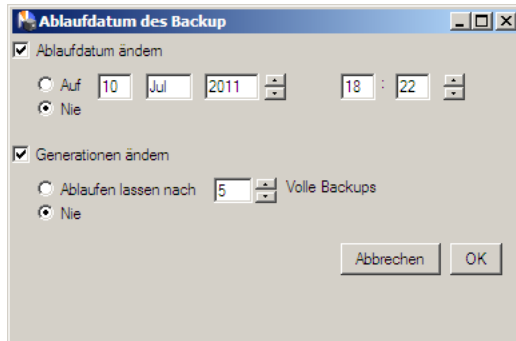 Ablaufdatum des Backup
Ablaufdatum ändern
Auf 10 Jul 2011 18 : 22
Nie
Generationen ändern
Ablaufen lassen nach 5 Volle Backups
Nie
Abbrechen OK